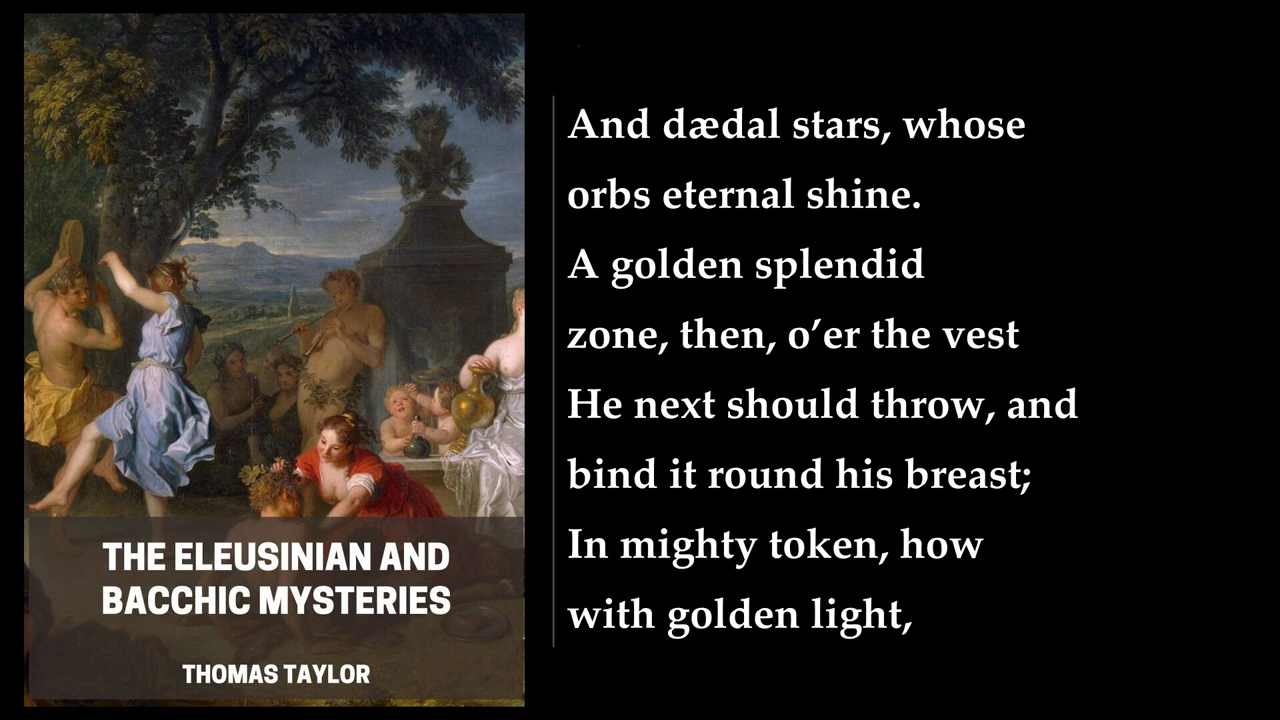 And dædal stars, whose
orbs eternal shine.
A golden splendid
zone, then, o’er the vest
He next should throw, and
bind it round his breast;
In mighty token, how
with golden light,
THE ELEUSINIAN AND
BACCHIC MYSTERIES
THOMAS TAYLOR